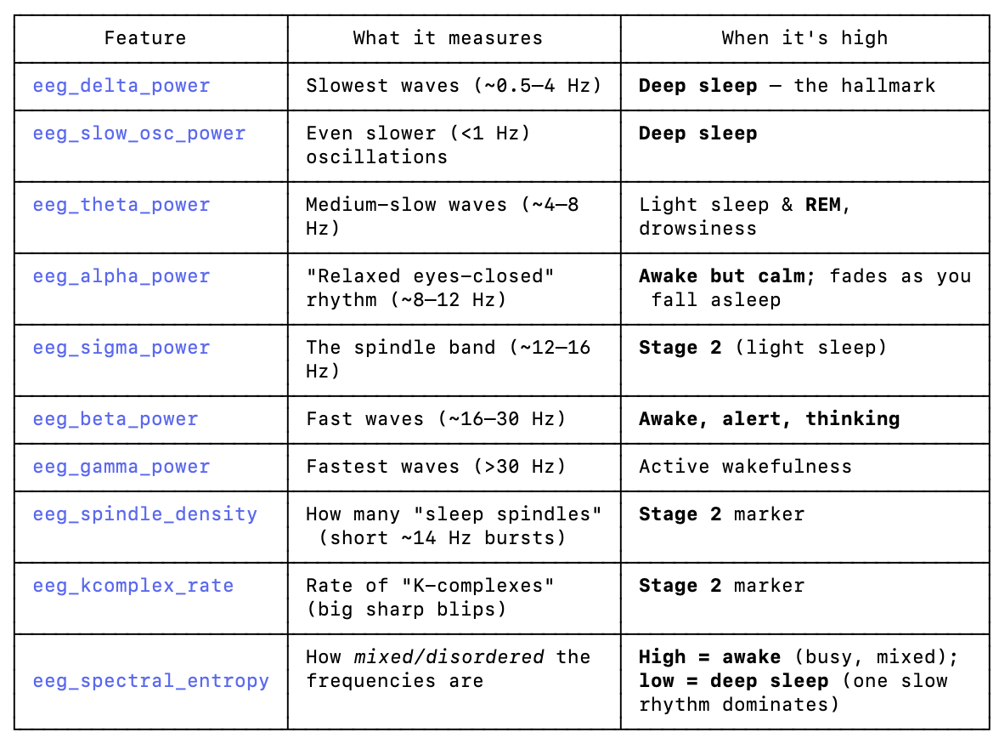 Feature What it measures When it's high
eeg_delta_power Slowest waves (~0.5–4 Hz) Deep sleep — the hallmark
eeg_slow_osc_power Even slower (<1 Hz) Deep sleep
oscillations
eeg_theta_power Medium-slow waves (~4–8 Light sleep & REM,
Hz) drowsiness
eeg_alpha_power "Relaxed eyes-closed" Awake but calm; fades as you
rhythm (~8–12 Hz) fall asleep
eeg_sigma_power The spindle band (~12–16 Stage 2 (light sleep)
Hz)
eeg_beta_power Fast waves (~16–30 Hz) Awake, alert, thinking
eeg_gamma_power Fastest waves (>30 Hz) Active wakefulness
eeg_spindle_density How many "sleep spindles" Stage 2 marker
(short ~14 Hz bursts)
eeg_kcomplex_rate Rate of "K-complexes" Stage 2 marker
(big sharp blips)
How mixed/disordered the High = awake (busy, mixed);
eeg_spectral_entropy frequencies are low = deep sleep (one slow
rhythm dominates)